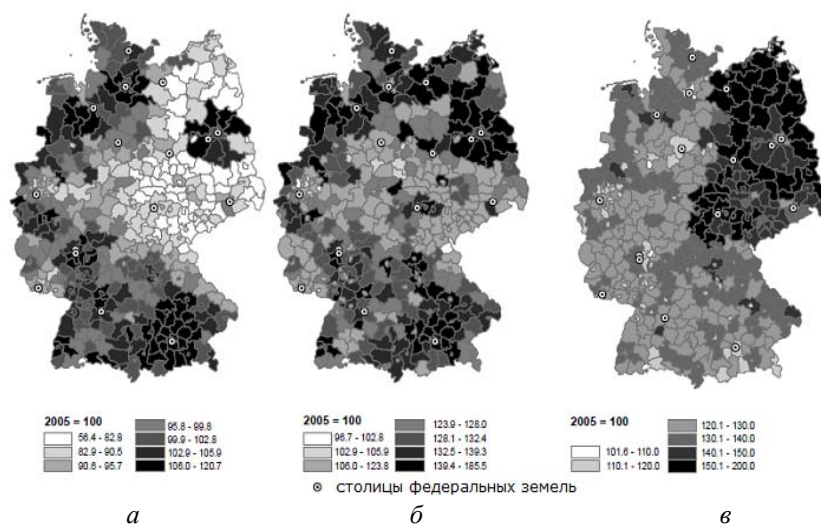 2005 = 100
56.4 - 82.8
82.9 - 90.5
90.6 - 95.7
95.8 - 99.8
99.9 - 102.8
102.9 - 105.9
106.0 - 120.7
2005 = 100
96.7 - 102.8
102.9 - 105.9
106.0 - 123.8
123.9 - 128.0
128.1 - 132.4
132.5 - 139.3
139.4 - 185.5
2005 = 100
101.6 - 110.0
110.1 - 120.0
120.1 - 130.0
130.1 - 140.0
140.1 - 150.0
150.1 - 200.0
столицы федеральных земель
а б в